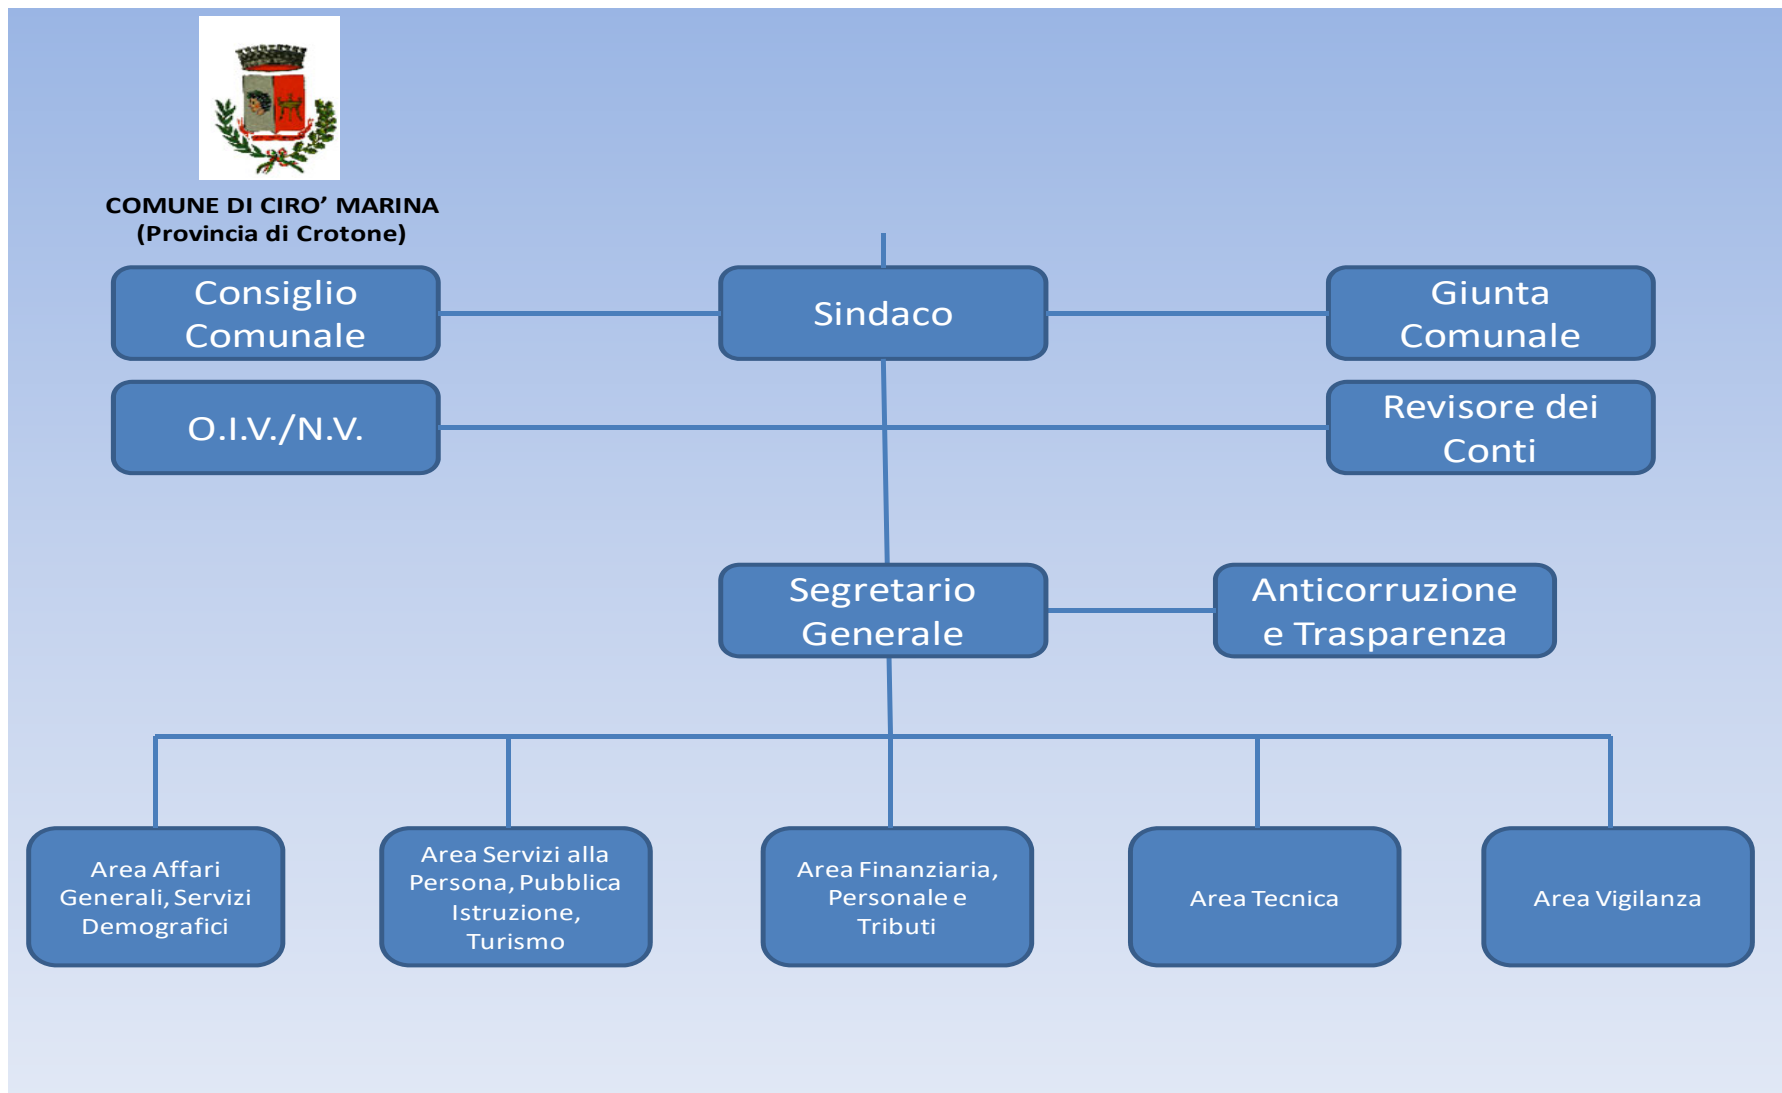 COMUNE DI CIRO’ MARINA
(Provincia di Crotone)
Consiglio
Comunale
Sindaco
Giunta
Comunale
O.I.V./N.V.
Revisore dei
Conti
Segretario
Generale
Anticorruzione
e Trasparenza
Area Affari
Generali, Servizi
Demografici
Area Servizi alla
Persona, Pubblica
Istruzione,
Turismo
Area Finanziaria,
Personale e
Tributi
Area Tecnica
Area Vigilanza